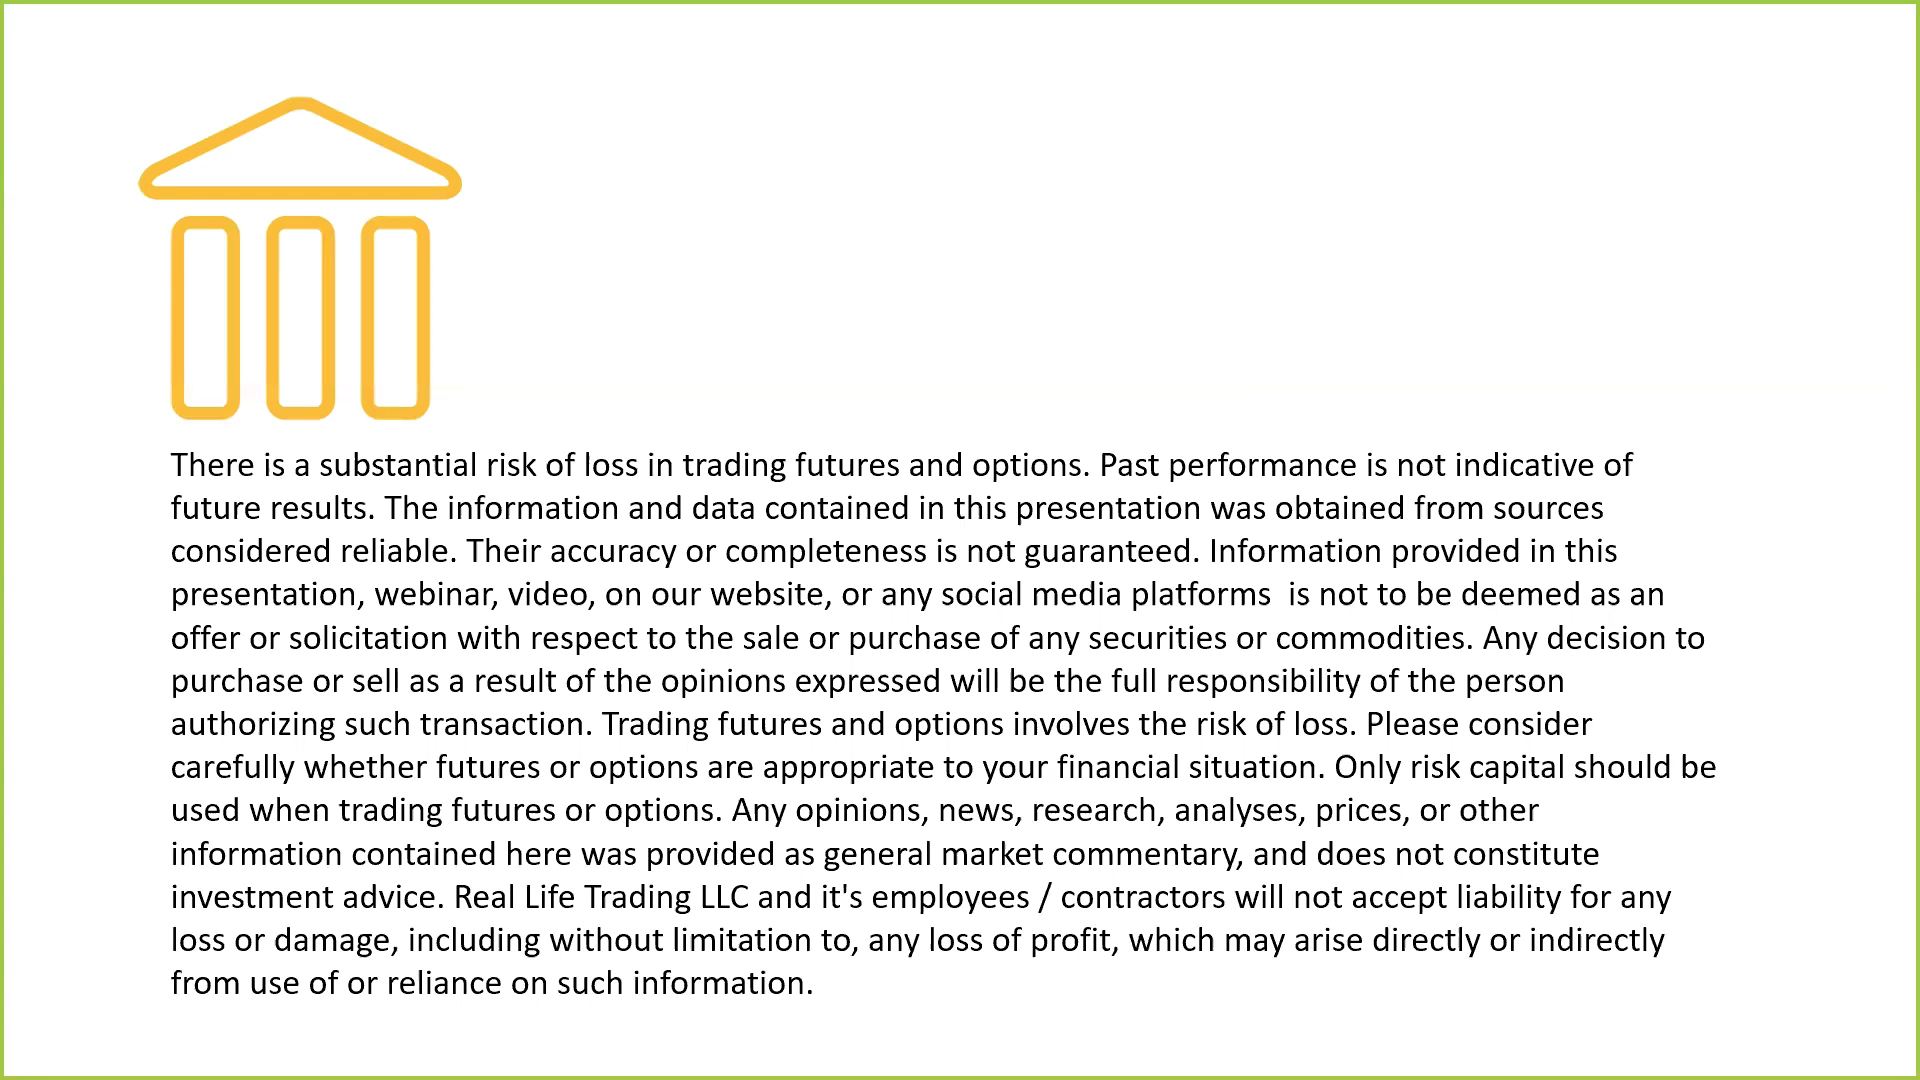 There is a substantial risk of loss in trading futures and options. Past performance is not indicative of
future results. The information and data contained in this presentation was obtained from sources
considered reliable. Their accuracy or completeness is not guaranteed. Information provided in this
presentation, webinar, video, on our website, or any social media platforms  is not to be deemed as an
offer or solicitation with respect to the sale or purchase of any securities or commodities. Any decision to
purchase or sell as a result of the opinions expressed will be the full responsibility of the person
authorizing such transaction. Trading futures and options involves the risk of loss. Please consider
carefully whether futures or options are appropriate to your financial situation. Only risk capital should be
used when trading futures or options. Any opinions, news, research, analyses, prices, or other
information contained here was provided as general market commentary, and does not constitute
investment advice. Real Life Trading LLC and it's employees / contractors will not accept liability for any
loss or damage, including without limitation to, any loss of profit, which may arise directly or indirectly
from use of or reliance on such information.